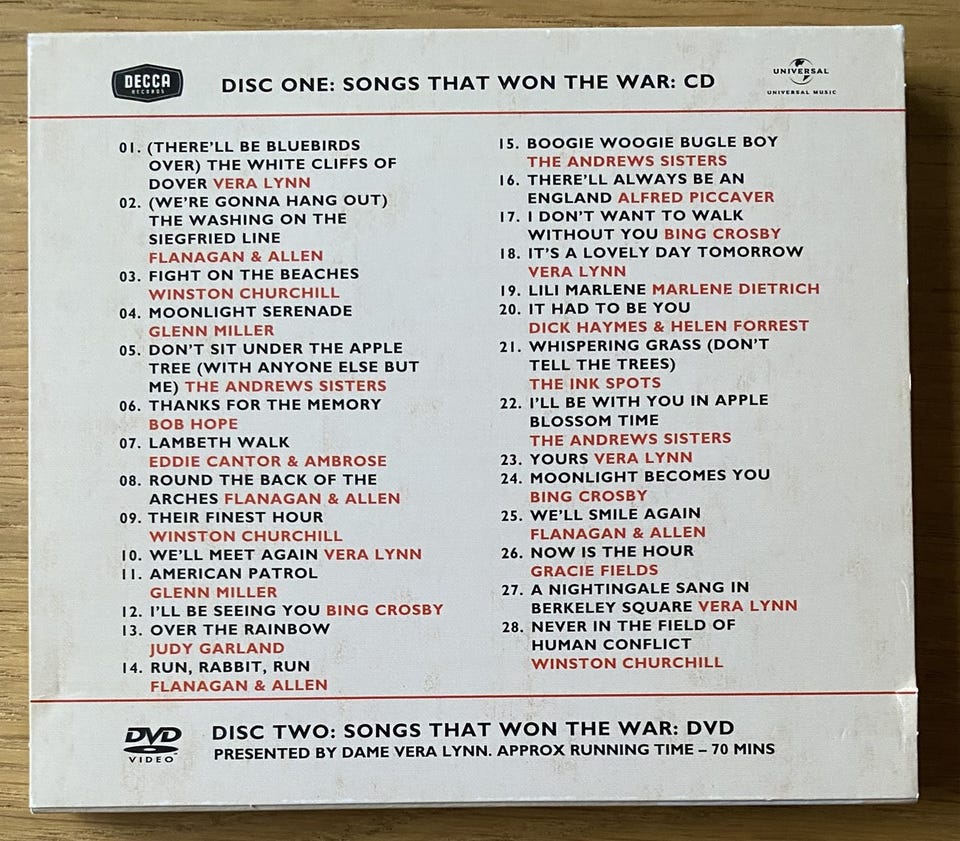 DECCA
RECORDS
DISC ONE: SONGS THAT WON THE WAR: CD
UNIVERSAL
UNIVERSAL MUSIC
01. (THERE'LL BE BLUEBIRDS
OVER) THE WHITE CLIFFS OF
DOVER VERA LYNN
02. (WE'RE GONNA HANG OUT)
THE WASHING ON THE
SIEGFRIED LINE
FLANAGAN & ALLEN
03. FIGHT ON THE BEACHES
WINSTON CHURCHILL
04. MOONLIGHT SERENADE
GLENN MILLER
05. DON'T SIT UNDER THE APPLE
TREE (WITH ANYONE ELSE BUT
ME) THE ANDREWS SISTERS
06. THANKS FOR THE MEMORY
BOB HOPE
07. LAMBETH WALK
EDDIE CANTOR & AMBROSE
08. ROUND THE BACK OF THE
ARCHES FLANAGAN & ALLEN
09. THEIR FINEST HOUR
WINSTON CHURCHILL
10. WE'LL MEET AGAIN VERA LYNN
11. AMERICAN PATROL
GLENN MILLER
12. I'LL BE SEEING YOU BING CROSBY
13. OVER THE RAINBOW
JUDY GARLAND
14. RUN, RABBIT, RUN
FLANAGAN & ALLEN
15. BOOGIE WOOGIE BUGLE BOY
THE ANDREWS SISTERS
16. THERE'LL ALWAYS BE AN
ENGLAND ALFRED PICCAVER
17. I DON'T WANT TO WALK
WITHOUT YOU BING CROSBY
18. IT'S A LOVELY DAY TOMORROW
VERA LYNN
19. LILI MARLENE MARLENE DIETRICH
20. IT HAD TO BE YOU
DICK HAYMES & HELEN FORREST
21. WHISPERING GRASS (DON'T
TELL THE TREES)
THE INK SPOTS
22. I'LL BE WITH YOU IN APPLE
BLOSSOM TIME
THE ANDREWS SISTERS
23. YOURS VERA LYNN
24. MOONLIGHT BECOMES YOU
BING CROSBY
25. WE'LL SMILE AGAIN
FLANAGAN & ALLEN
26. NOW IS THE HOUR
GRACIE FIELDS
27. A NIGHTINGALE SANG IN
BERKELEY SQUARE VERA LYNN
28. NEVER IN THE FIELD OF
HUMAN CONFLICT
WINSTON CHURCHILL
DVD
VIDEO
DISC TWO: SONGS THAT WON THE WAR: DVD
PRESENTED BY DAME VERA LYNN. APPROX RUNNING TIME – 70 MINS